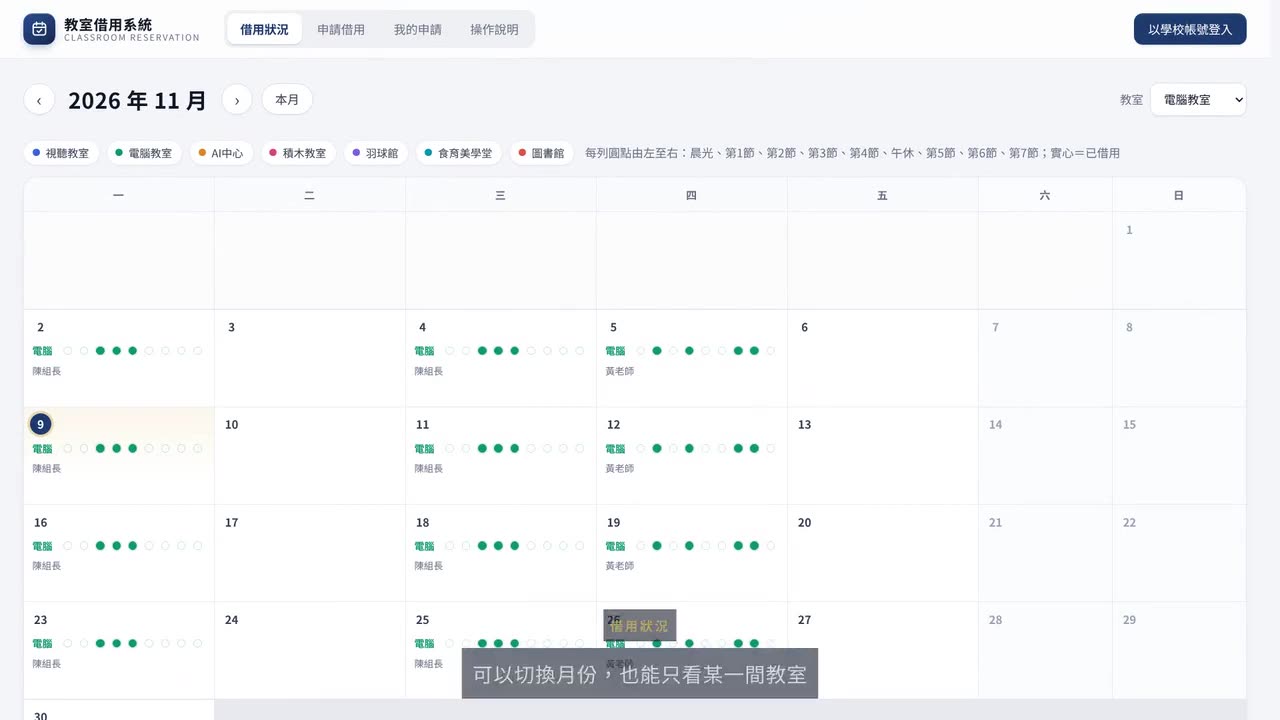 教室借用系統
CLASSROOM RESERVATION
借用狀況 申請借用 我的申請 操作說明
以學校帳號登入
‹ 2026 年 11 月 › 本月
教室 電腦教室
視聽教室 電腦教室 AI中心 積木教室 羽球館 食育美學堂 圖書館 每列圓點由左至右：晨光、第1節、第2節、第3節、第4節、午休、第5節、第6節、第7節；實心＝已借用
一 二 三 四 五 六 日
1
2 3 4 5 6 7 8
電腦 電腦 電腦
陳組長 陳組長 黃老師
9 10 11 12 13 14 15
電腦 電腦 電腦
陳組長 陳組長 黃老師
16 17 18 19 20 21 22
電腦 電腦 電腦
陳組長 陳組長 黃老師
23 24 25 26 27 28 29
借用狀況
電腦 電腦 電腦
陳組長 陳組長 黃老師
可以切換月份，也能只看某一間教室
30